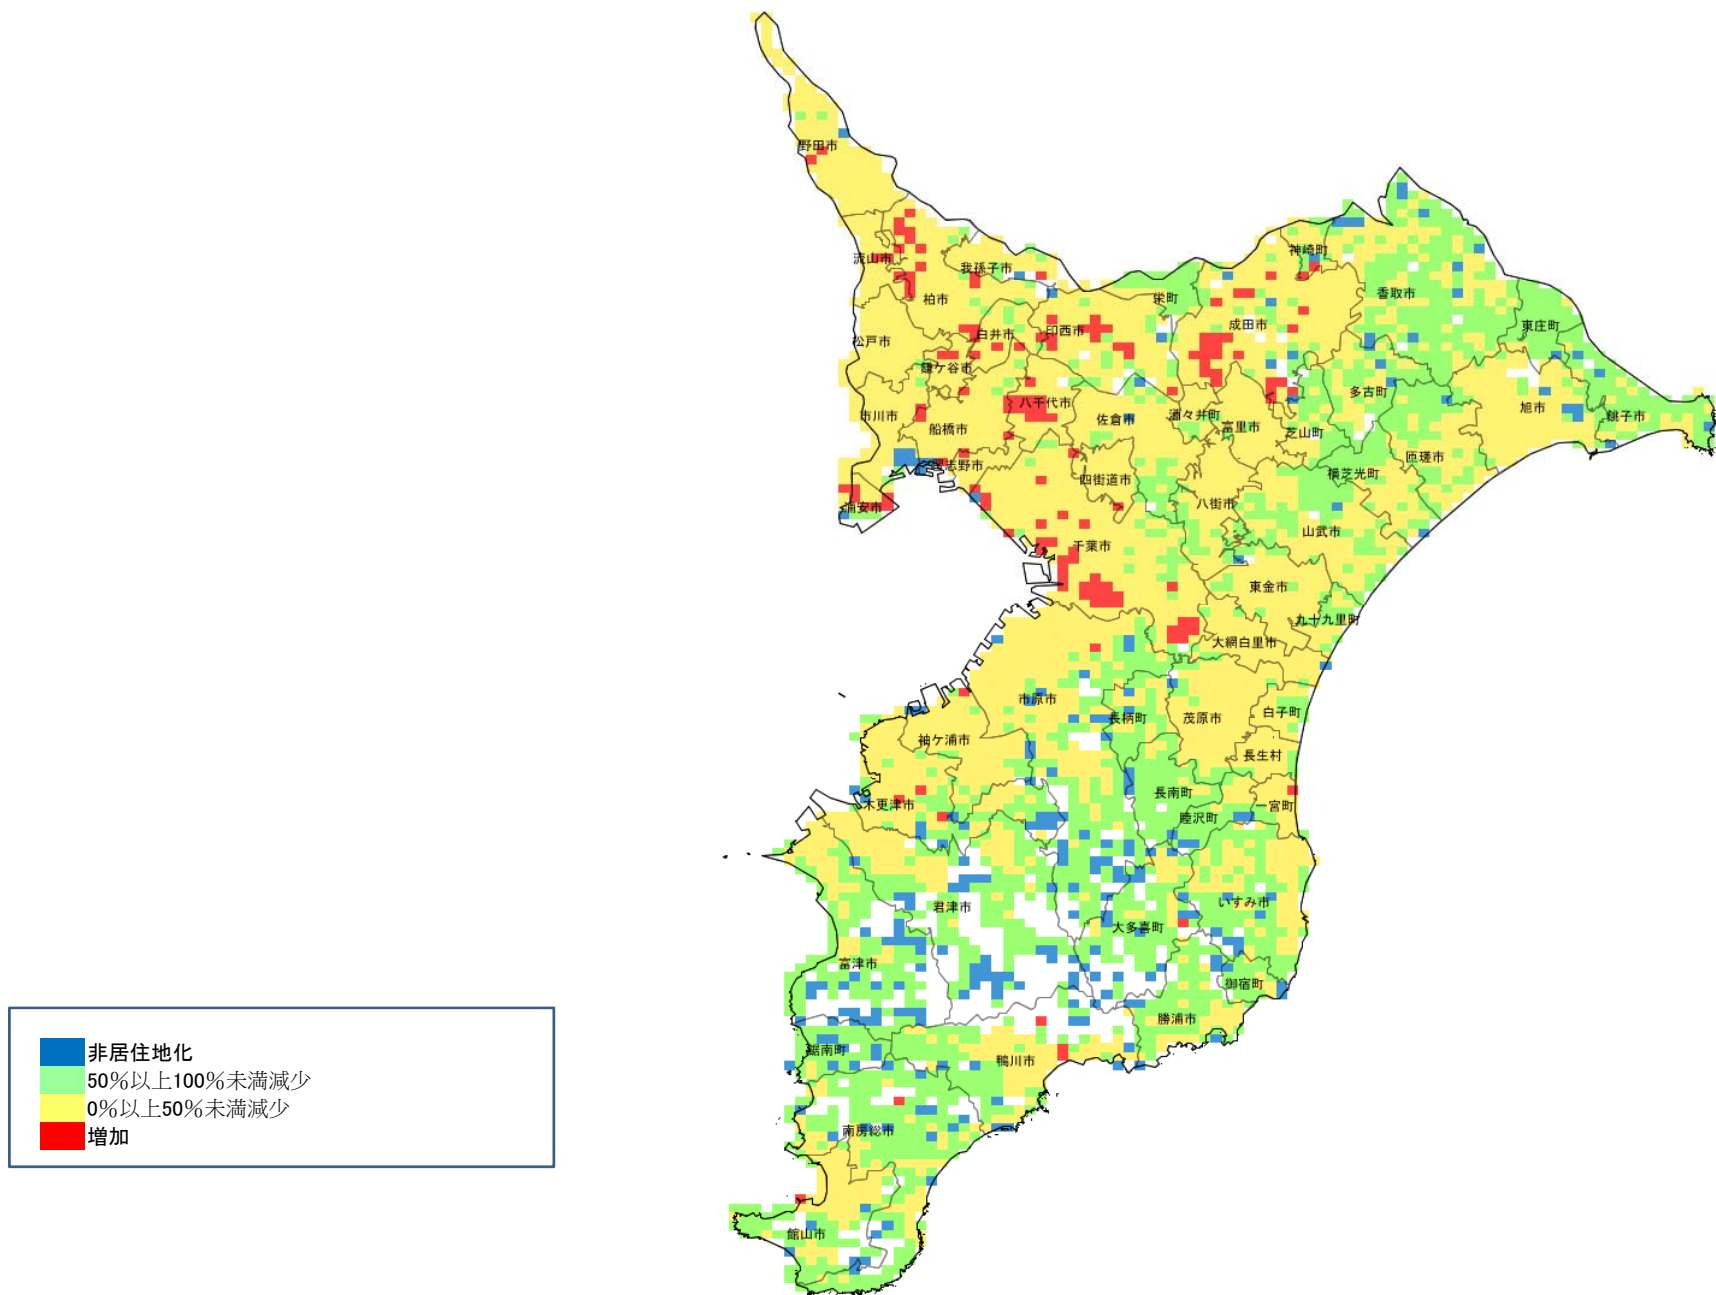 野田市
流山市
我孫子市
柏市
神崎町
香取市
栄町
東庄町
成田市
印西市
白井市
松戸市
鎌ケ谷市
多古町
八千代市
市川市
船橋市
佐倉市
酒々井町
富里市
芝山町
旭市
銚子市
匝瑳市
習志野市
四街道市
横芝光町
浦安市
八街市
山武市
千葉市
東金市
九十九里町
大網白里市
市原市
長柄町
茂原市
白子町
袖ケ浦市
長生村
長南町
木更津市
一宮町
睦沢町
君津市
いすみ市
大多喜町
富津市
御宿町
勝浦市
鋸南町
鴨川市
南房総市
館山市
非居住地化
50%以上100%未満減少
0%以上50%未満減少
増加